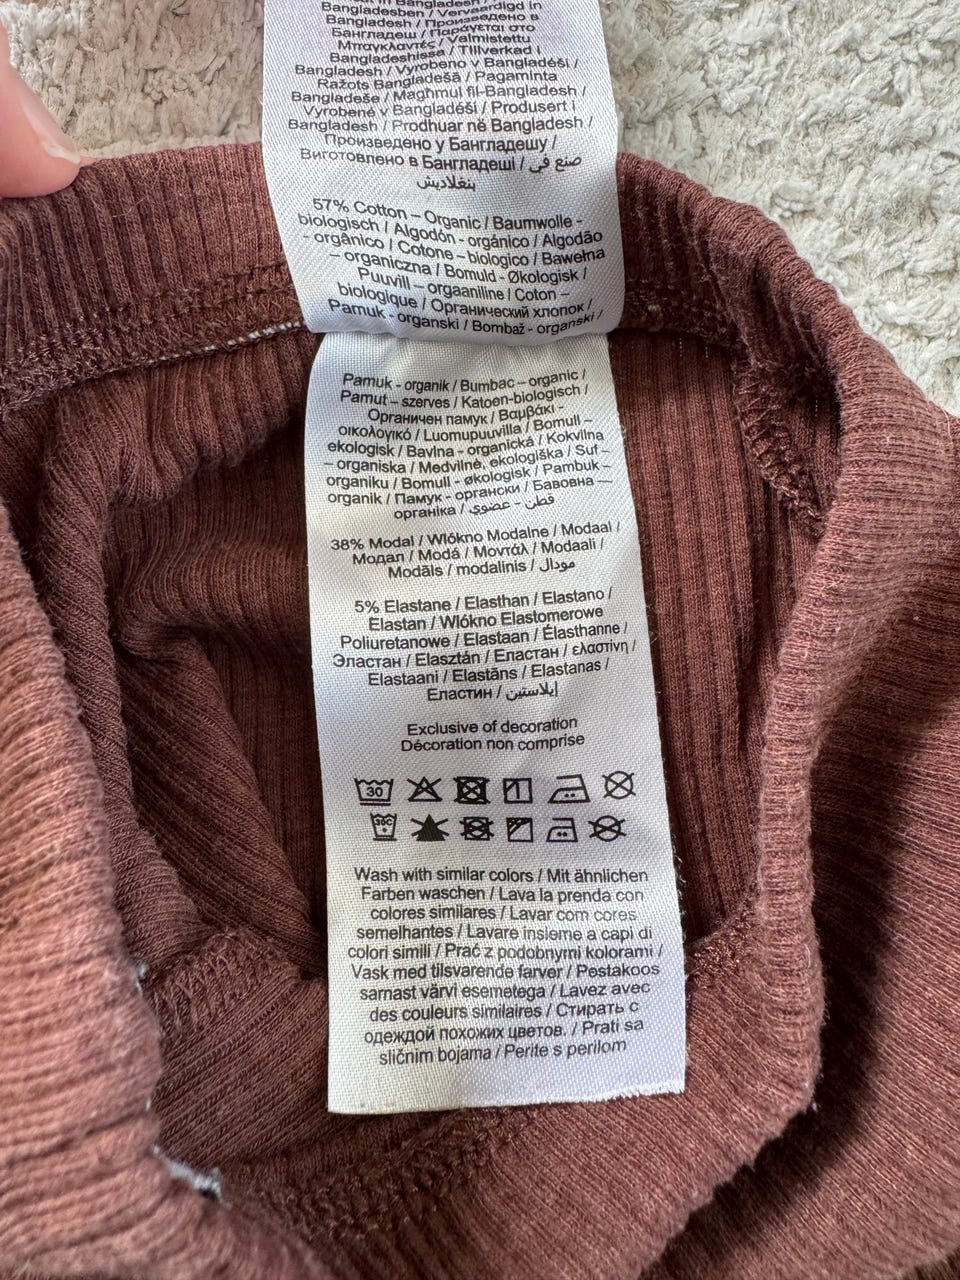 in Bangladesh /
Bangladesben / Vervaardigd in
Bangladesh / Произведено в
Бангладеш / Παράγεται στο
Μπαγκλαντές / Valmistettu
Bangladeshissa / Tillverkad i
Bangladesh / Vyrobeno v Bangladéši /
Ražots Bangladešā / Pagaminta
Bangladeše / Magħmul fil-Bangladesh /
Vyrobené v Bangladéši / Produsert i
Bangladesh / Prodhuar në Bangladesh /
Произведено у Бангладешу /
Виготовлено в Бангладеші / صنع في
بنغلاديش
57% Cotton – Organic / Baumwolle -
biologisch / Algodón - orgánico / Algodão
- orgânico / Cotone - biologico / Bawełna
– organiczna / Bomuld - Økologisk /
Puuvill – orgaaniline / Coton –
biologique / Органический хлопок /
Pamuk - organski / Bombaž - organski /
Pamuk - organik / Bumbac – organic /
Pamut – szerves / Katoen-biologisch /
Органичен памук / Βαμβάκι -
οικολογικό / Luomupuuvilla / Bomull –
ekologisk / Bavlna - organická / Kokvilna
– organiska / Medvilnė, ekologiška / Suf –
organiku / Bomull - økologisk / Pambuk –
organik / Памук - органски / Бавовна —
органіка / قطن - عضوي
38% Modal / Włókno Modalne / Modaal /
Модал / Modá / Μοντάλ / Modaali /
Modāls / modalinis / مودال
5% Elastane / Elasthan / Elastano /
Elastan / Włókno Elastomerowe
Poliuretanowe / Elastaan / Élasthanne /
Эластан / Elasztán / Еластан / ελαστίνη /
Elastaani / Elastāns / Elastanas /
Еластин / إيلاستين
Exclusive of decoration
Décoration non comprise
30 1
30C
Wash with similar colors / Mit ähnlichen
Farben waschen / Lava la prenda con
colores similares / Lavar com cores
semelhantes / Lavare insieme a capi di
colori simili / Prać z podobnymi kolorami /
Vask med tilsvarende farver / Pestakoos
sarnast värvi esemetega / Lavez avec
des couleurs similaires / Стирать с
одеждой похожих цветов. / Prati sa
sličnim bojama / Perite s perilom